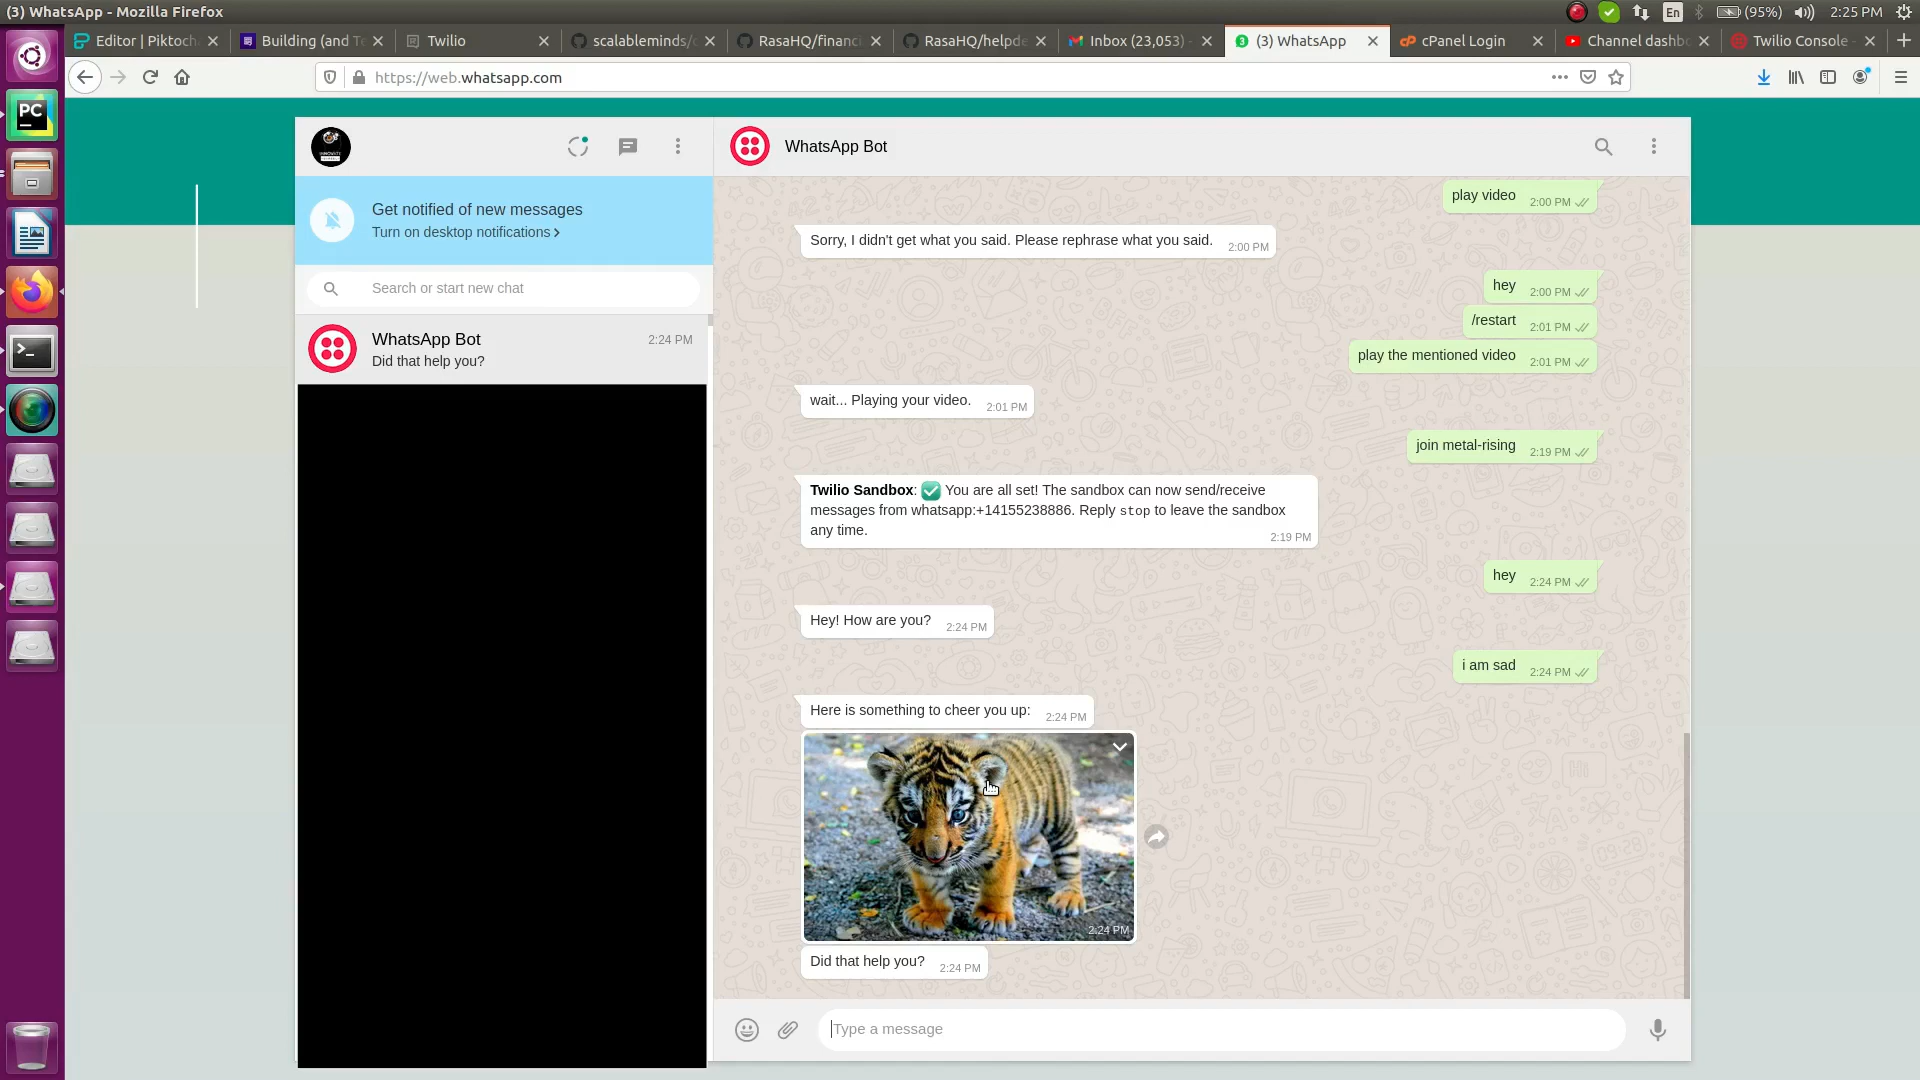 (3) WhatsApp - Mozilla Firefox
En
(95%)
2:25 PM
Editor | Piktoch
Building (and Te
Twilio
scalableminds/c
RasaHQ/financi
RasaHQ/helpde
Inbox (23,053) -
(3) WhatsApp
cPanel Login
Channel dashbo
Twilio Console -
https://web.whatsapp.com
PC
WhatsApp Bot
Get notified of new messages
Turn on desktop notifications >
Search or start new chat
WhatsApp Bot
2:24 PM
Did that help you?
play video
2:00 PM
Sorry, I didn't get what you said. Please rephrase what you said.
2:00 PM
hey
2:00 PM
/restart
2:01 PM
play the mentioned video
2:01 PM
wait... Playing your video.
2:01 PM
join metal-rising
2:19 PM
Twilio Sandbox: ✅ You are all set! The sandbox can now send/receive
messages from whatsapp:+14155238886. Reply stop to leave the sandbox
any time.
2:19 PM
hey
2:24 PM
Hey! How are you?
2:24 PM
i am sad
2:24 PM
Here is something to cheer you up:
2:24 PM
2:24 PM
Did that help you?
2:24 PM
Type a message